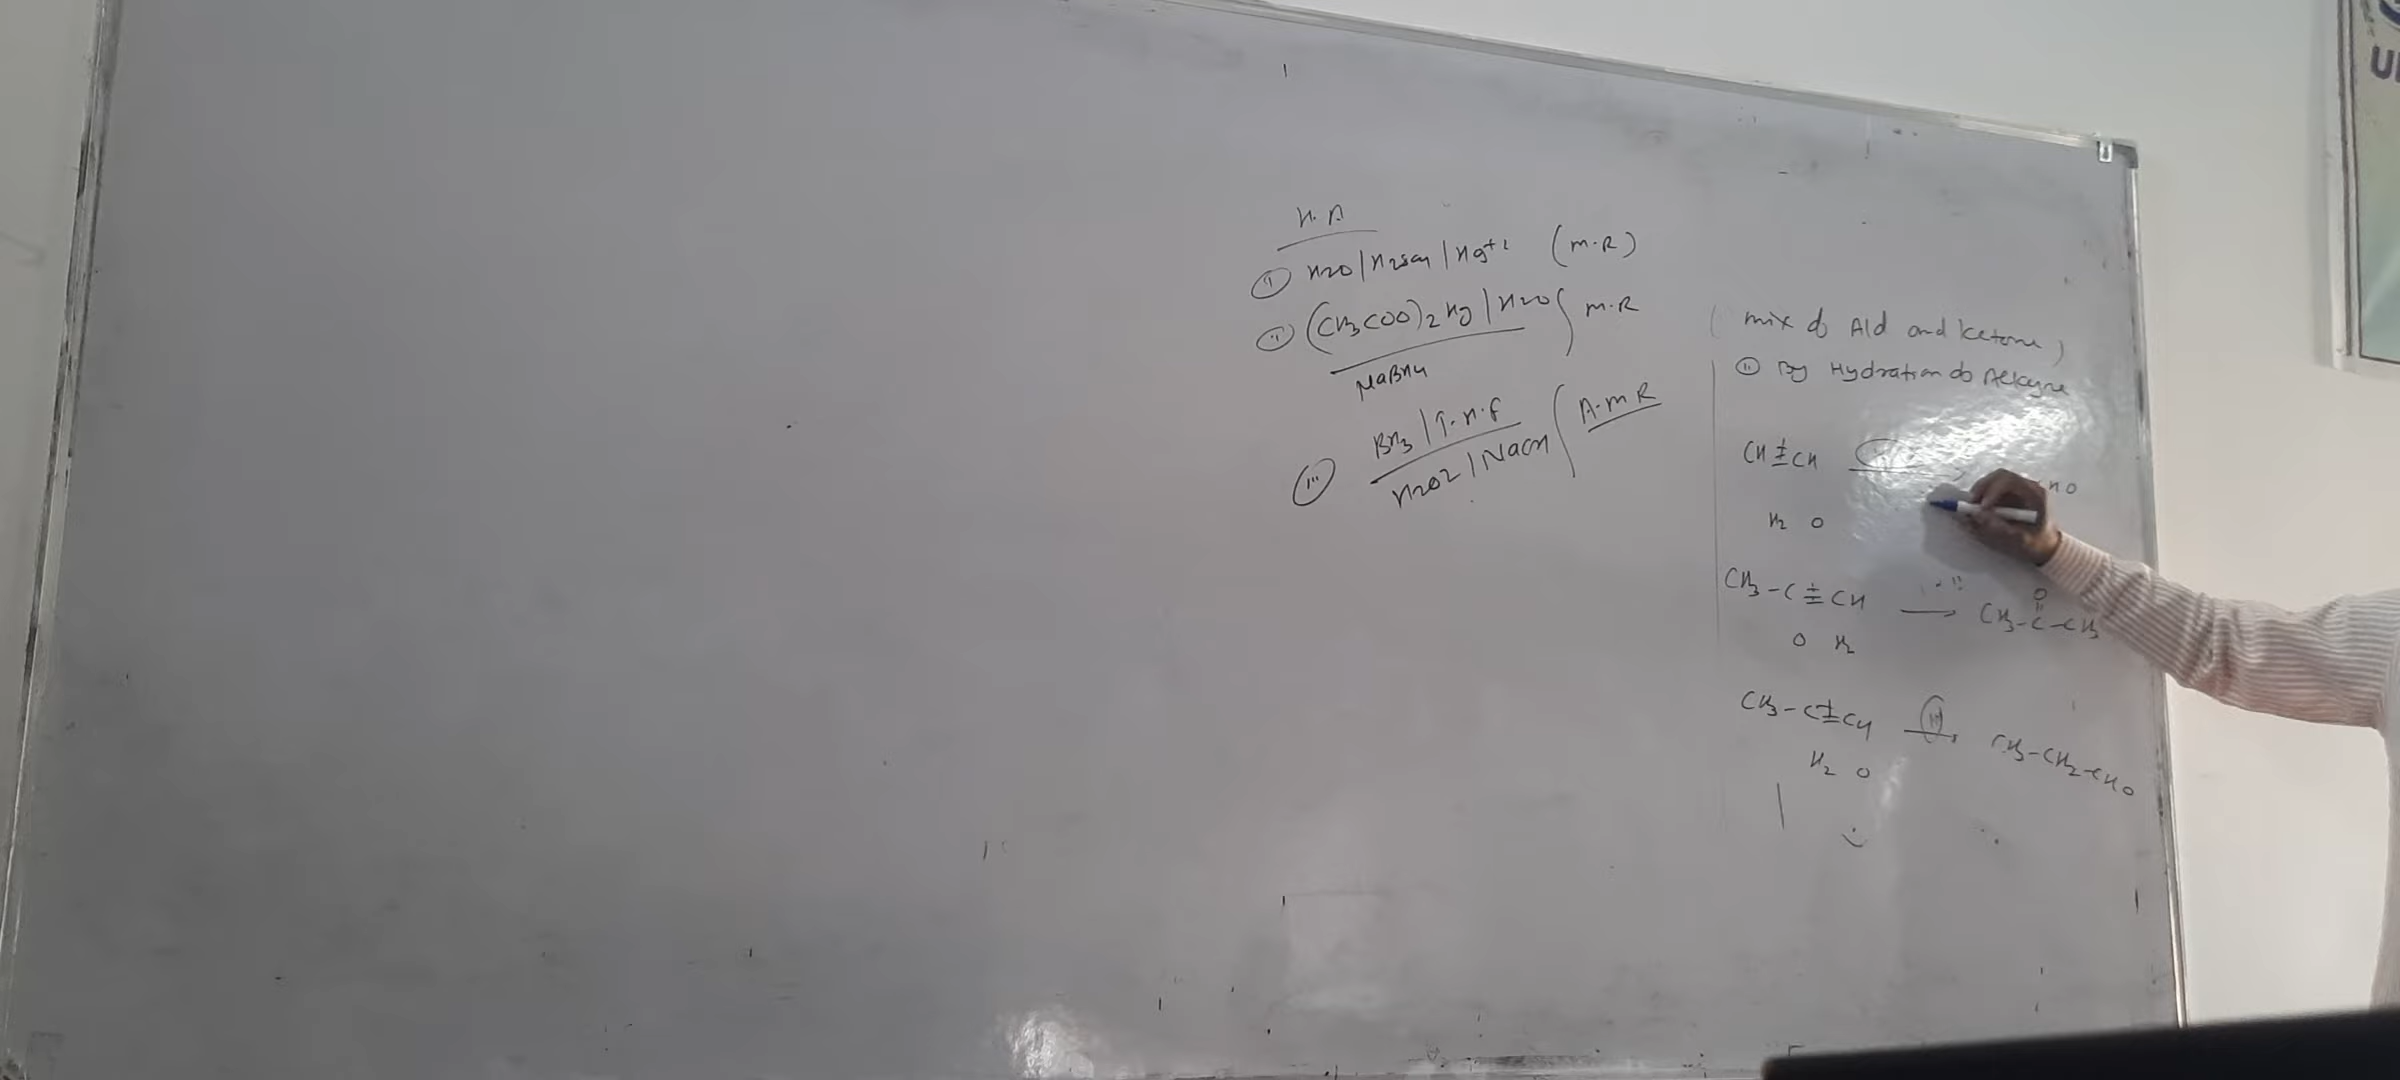 H.A
(i) H2O | H2SO4 | Hg+2 (M.R)
(ii) (CH3COO)2 Hg | H2O M.R
NaBH4
(iii) BH3 | T.H.F A.M.R
H2O2 | NaOH
(mix of Ald and Ketone)
By Hydration of Alkyne
CH≡CH
HO
H2 O
CH3-C≡CH → CH3-C-CH3
O
O H2
CH3-C≡CH → CH3-CH2-CHO
H2 O
U